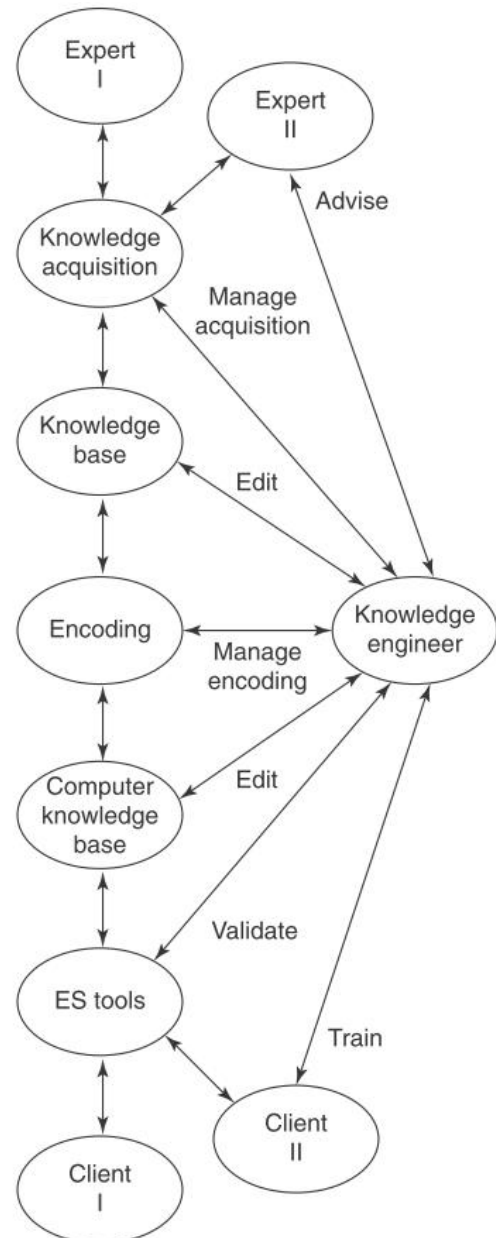 Expert
I
Expert
II
Advise
Knowledge
acquisition
Manage
acquisition
Knowledge
base
Edit
Encoding
Manage
encoding
Knowledge
engineer
Computer
knowledge
base
Edit
Validate
ES tools
Train
Client
II
Client
I